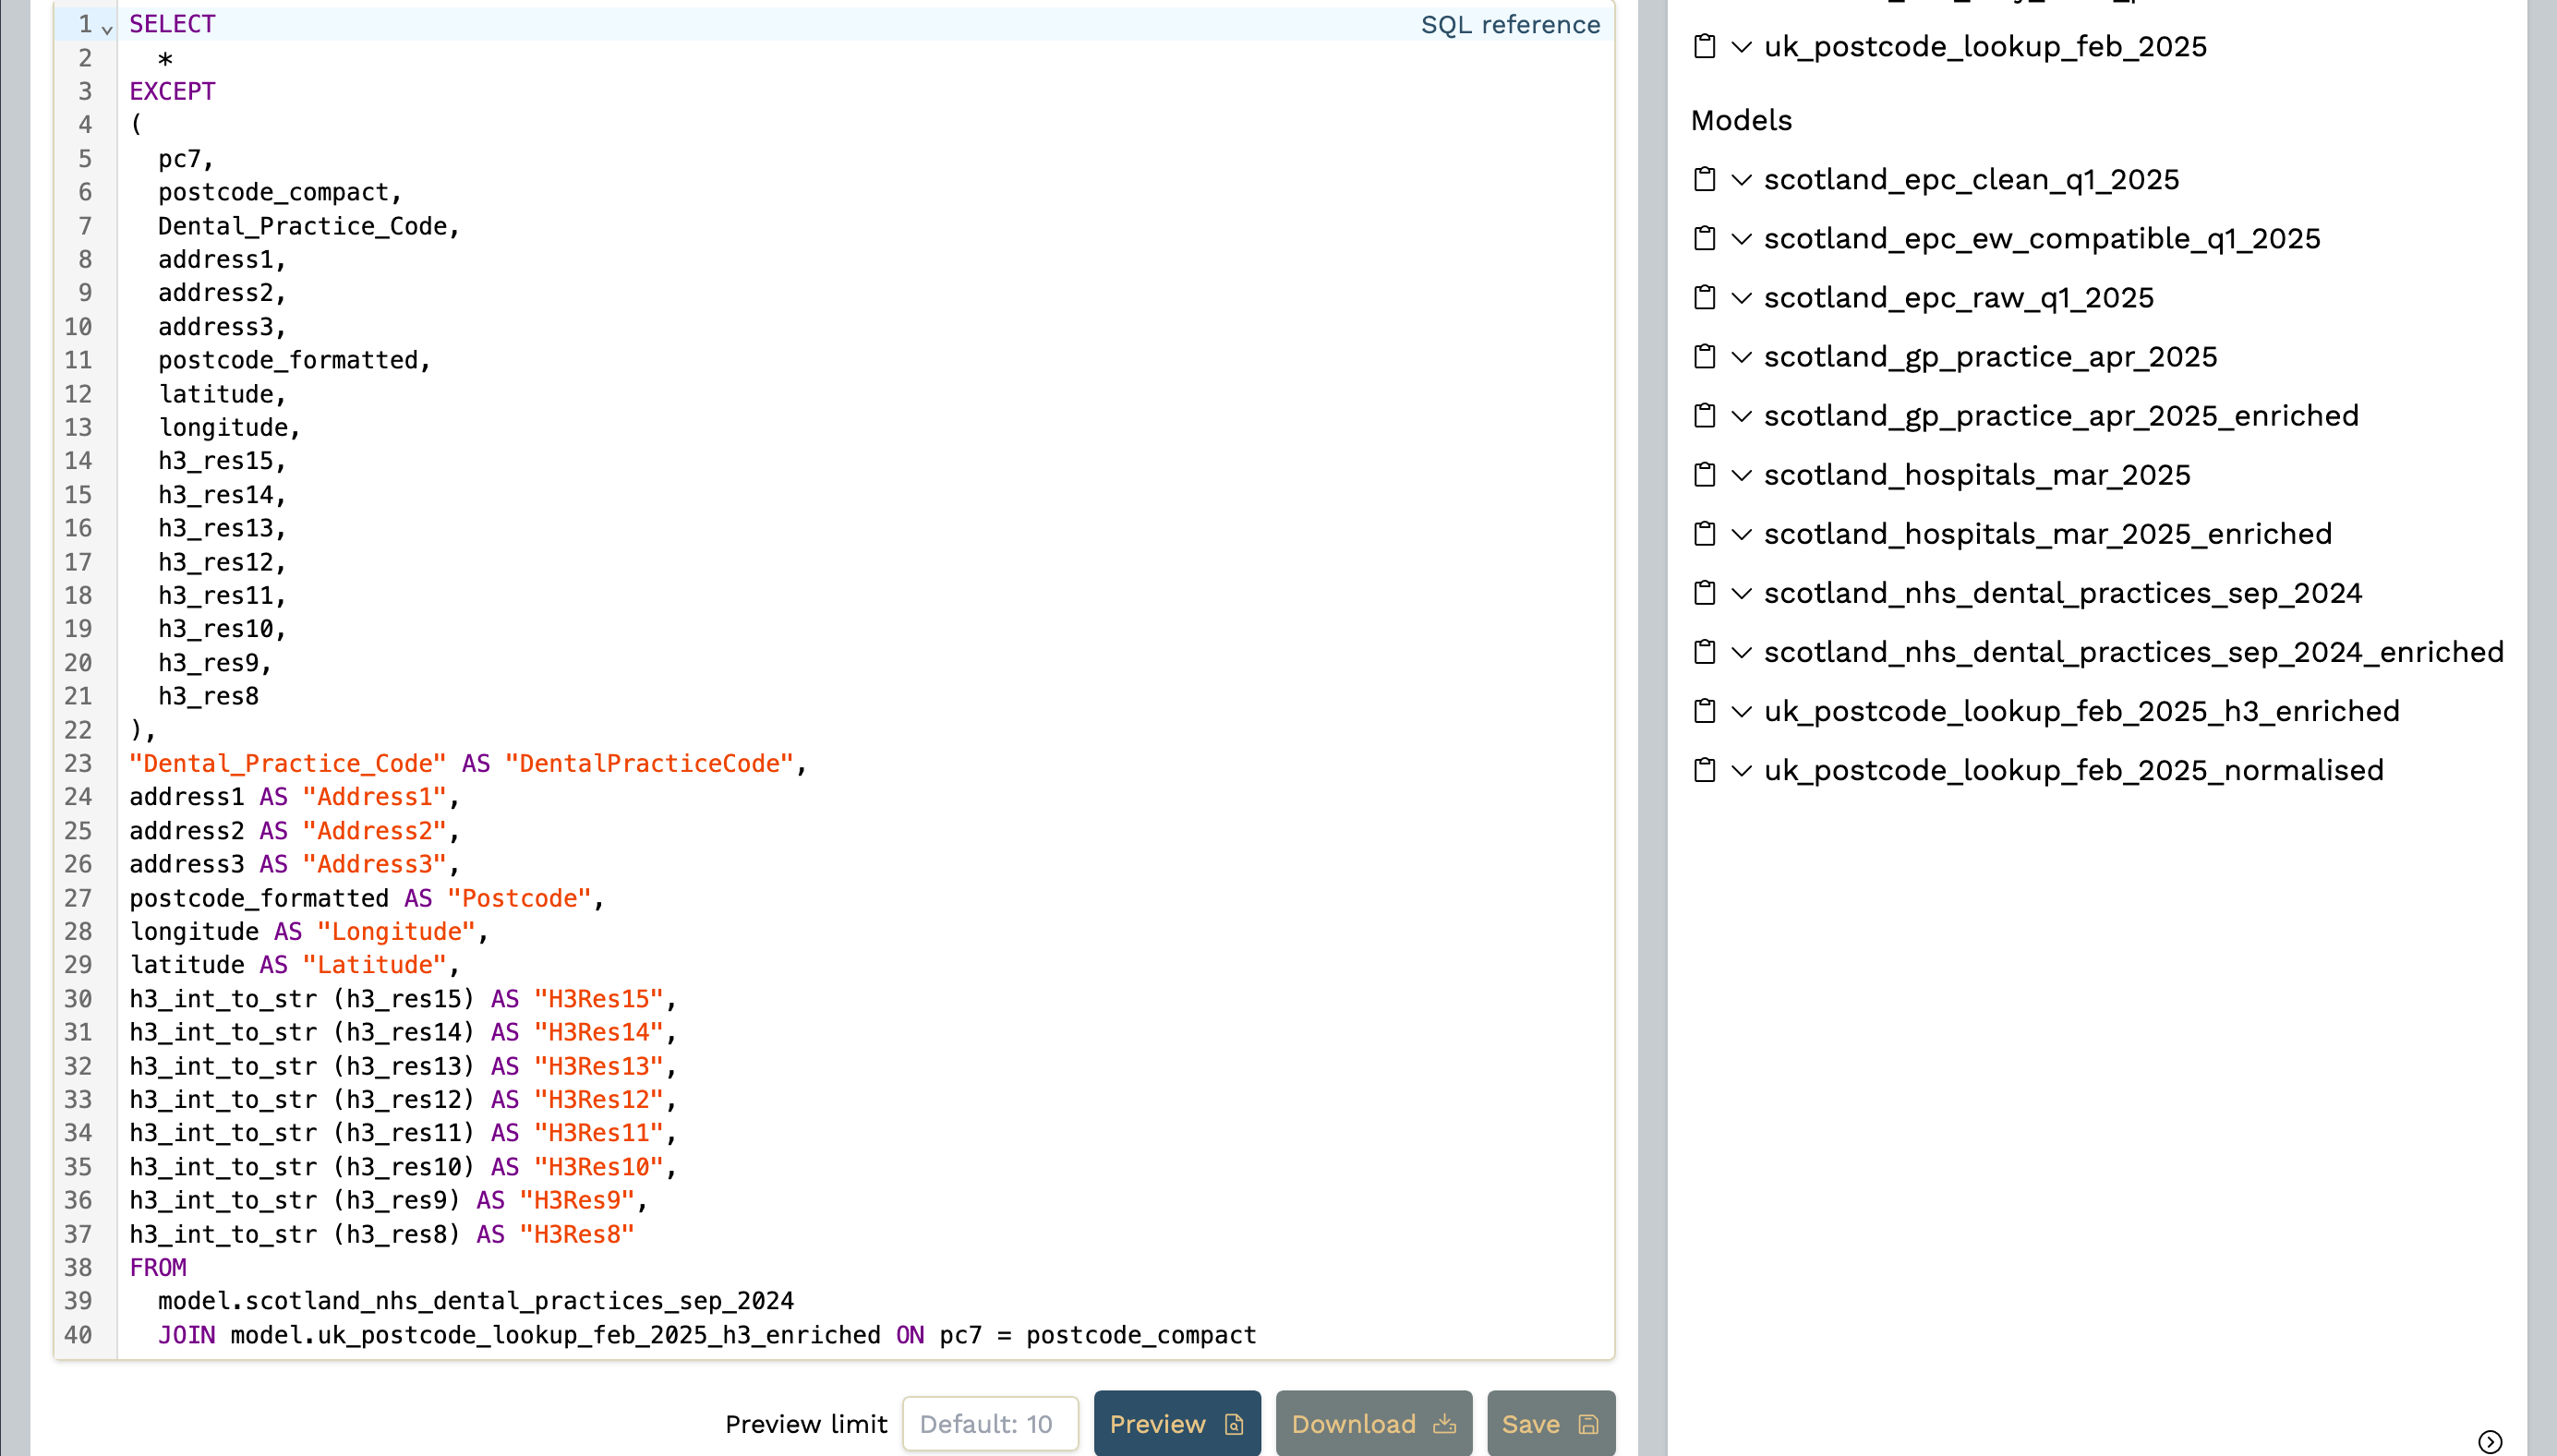 1 SELECT
SQL reference
2   *
3 EXCEPT
4 (
5   pc7,
6   postcode_compact,
7   Dental_Practice_Code,
8   address1,
9   address2,
10   address3,
11   postcode_formatted,
12   latitude,
13   longitude,
14   h3_res15,
15   h3_res14,
16   h3_res13,
17   h3_res12,
18   h3_res11,
19   h3_res10,
20   h3_res9,
21   h3_res8
22 ),
23 "Dental_Practice_Code" AS "DentalPracticeCode",
24 address1 AS "Address1",
25 address2 AS "Address2",
26 address3 AS "Address3",
27 postcode_formatted AS "Postcode",
28 longitude AS "Longitude",
29 latitude AS "Latitude",
30 h3_int_to_str (h3_res15) AS "H3Res15",
31 h3_int_to_str (h3_res14) AS "H3Res14",
32 h3_int_to_str (h3_res13) AS "H3Res13",
33 h3_int_to_str (h3_res12) AS "H3Res12",
34 h3_int_to_str (h3_res11) AS "H3Res11",
35 h3_int_to_str (h3_res10) AS "H3Res10",
36 h3_int_to_str (h3_res9) AS "H3Res9",
37 h3_int_to_str (h3_res8) AS "H3Res8"
38 FROM
39   model.scotland_nhs_dental_practices_sep_2024
40   JOIN model.uk_postcode_lookup_feb_2025_h3_enriched ON pc7 = postcode_compact
Preview limit Default: 10 Preview Download Save
uk_postcode_lookup_feb_2025
Models
scotland_epc_clean_q1_2025
scotland_epc_ew_compatible_q1_2025
scotland_epc_raw_q1_2025
scotland_gp_practice_apr_2025
scotland_gp_practice_apr_2025_enriched
scotland_hospitals_mar_2025
scotland_hospitals_mar_2025_enriched
scotland_nhs_dental_practices_sep_2024
scotland_nhs_dental_practices_sep_2024_enriched
uk_postcode_lookup_feb_2025_h3_enriched
uk_postcode_lookup_feb_2025_normalised